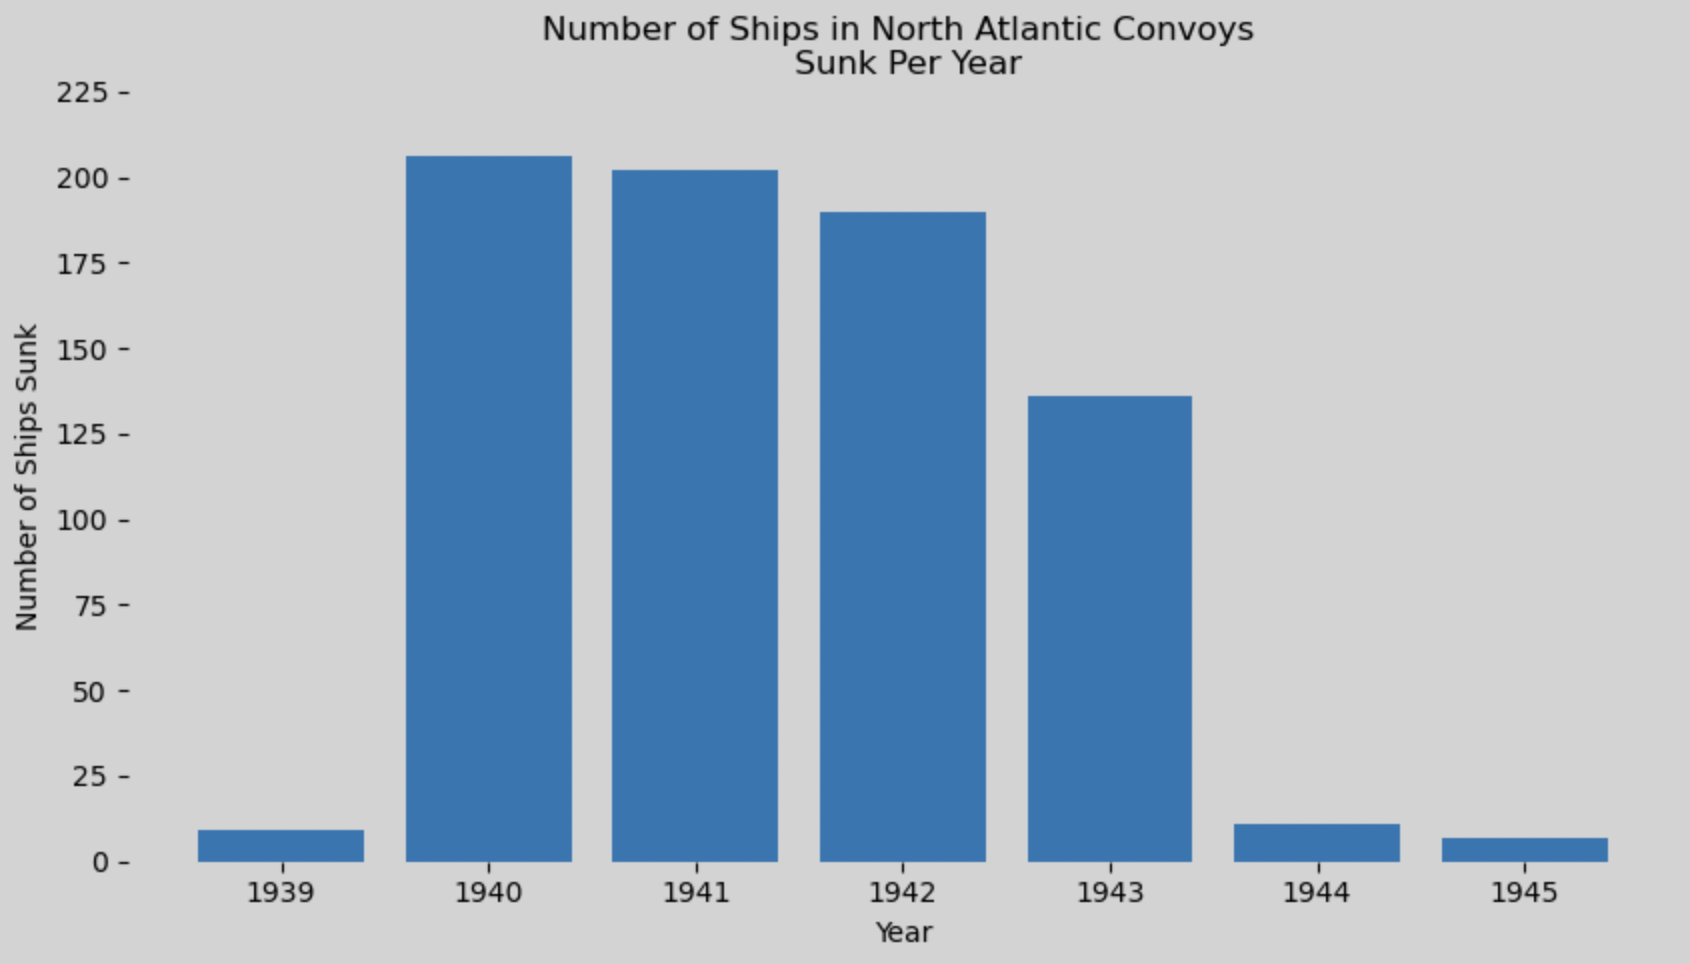 Number of Ships in North Atlantic Convoys
Sunk Per Year
Number of Ships Sunk
225
200
175
150
125
100
75
50
25
0
1939 1940 1941 1942 1943 1944 1945
Year